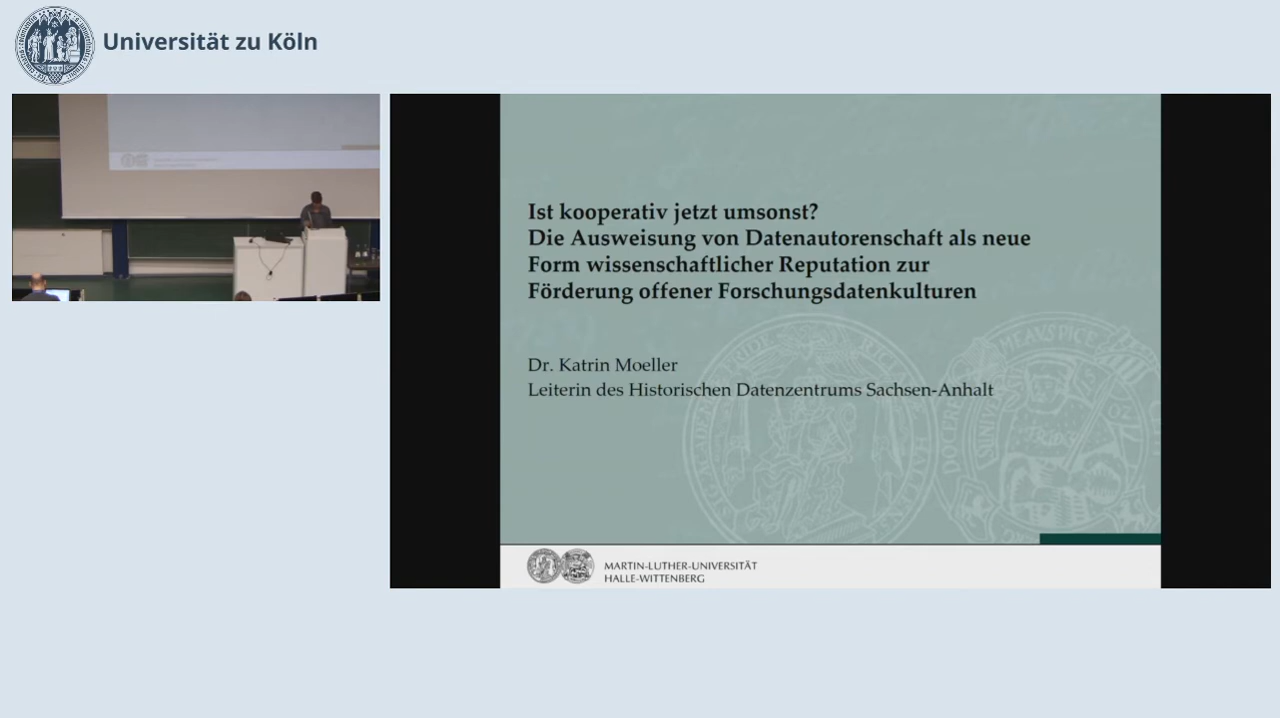 Universität zu Köln
Ist kooperativ jetzt umsonst?
Die Ausweisung von Datenautorenschaft als neue
Form wissenschaftlicher Reputation zur
Förderung offener Forschungsdatenkulturen
Dr. Katrin Moeller
Leiterin des Historischen Datenzentrums Sachsen-Anhalt
MARTIN-LUTHER-UNIVERSITÄT
HALLE-WITTENBERG